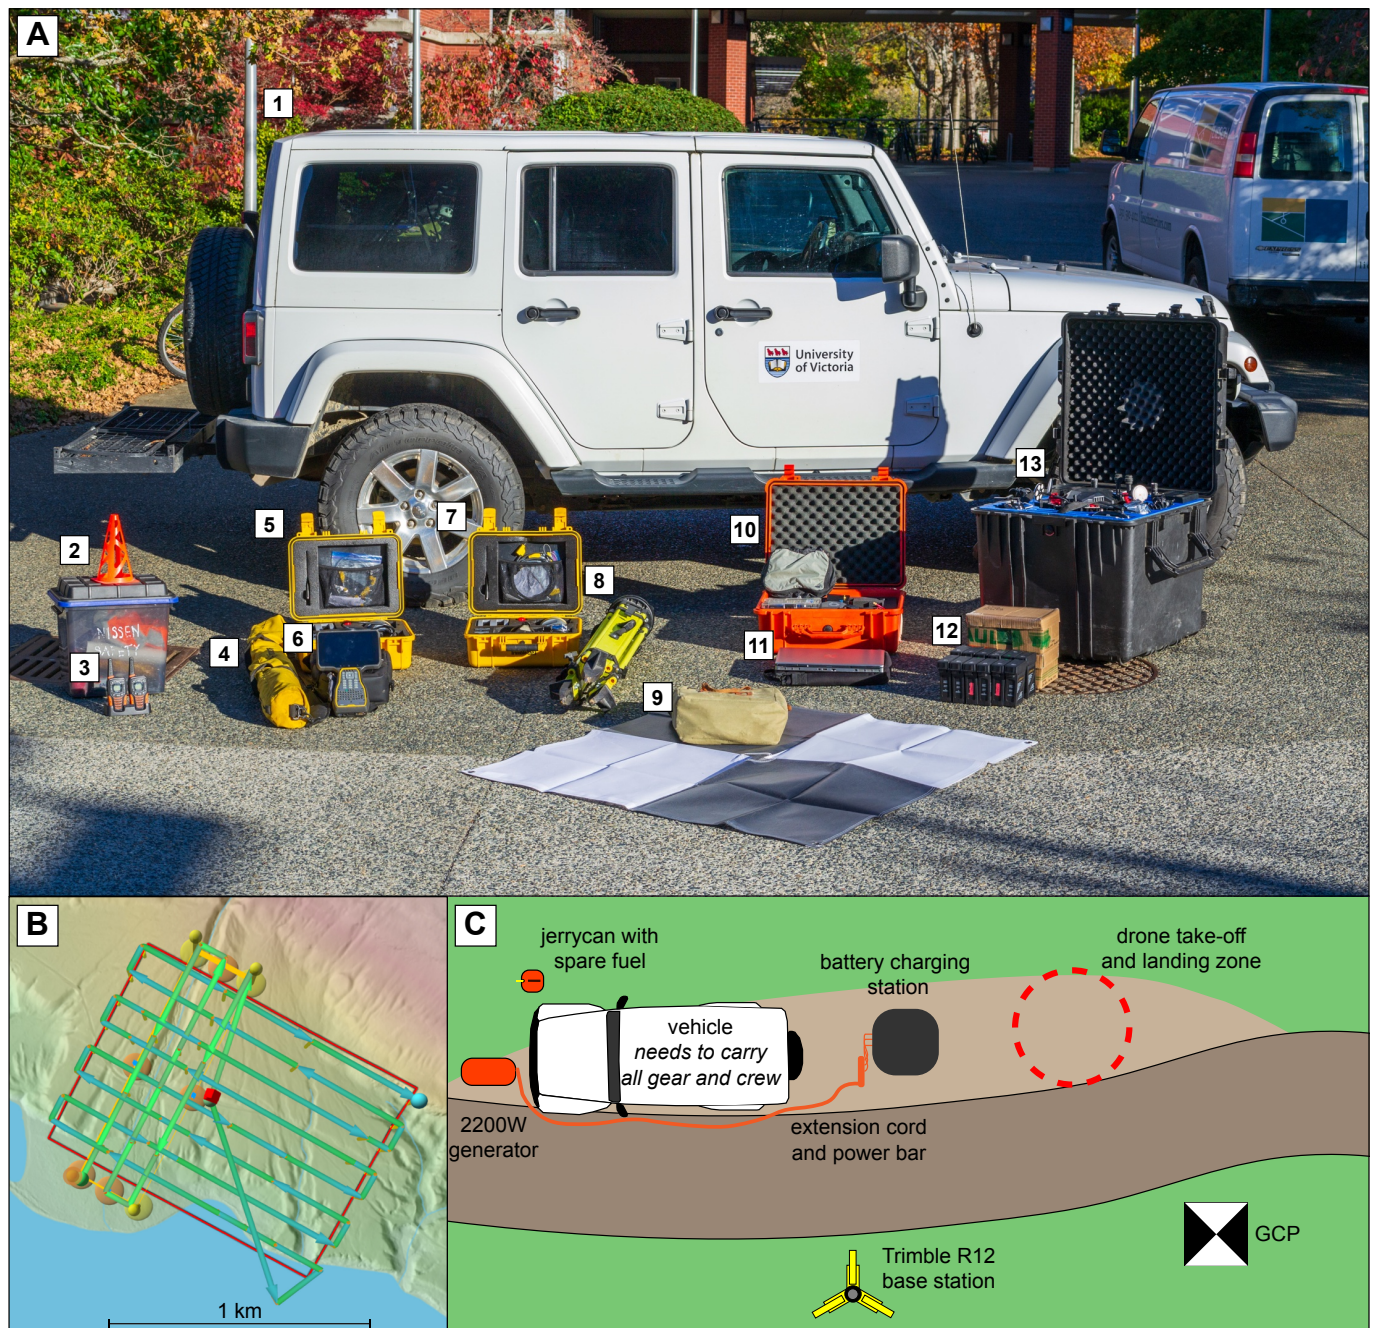 A
1
2
3
4
5
6
7
8
9
10
11
12
13
University
of Victoria
NISSEN
B
1 km
C
jerrycan with
spare fuel
battery charging
station
drone take-off
and landing zone
vehicle
needs to carry
all gear and crew
2200W
generator
extension cord
and power bar
Trimble R12
base station
GCP